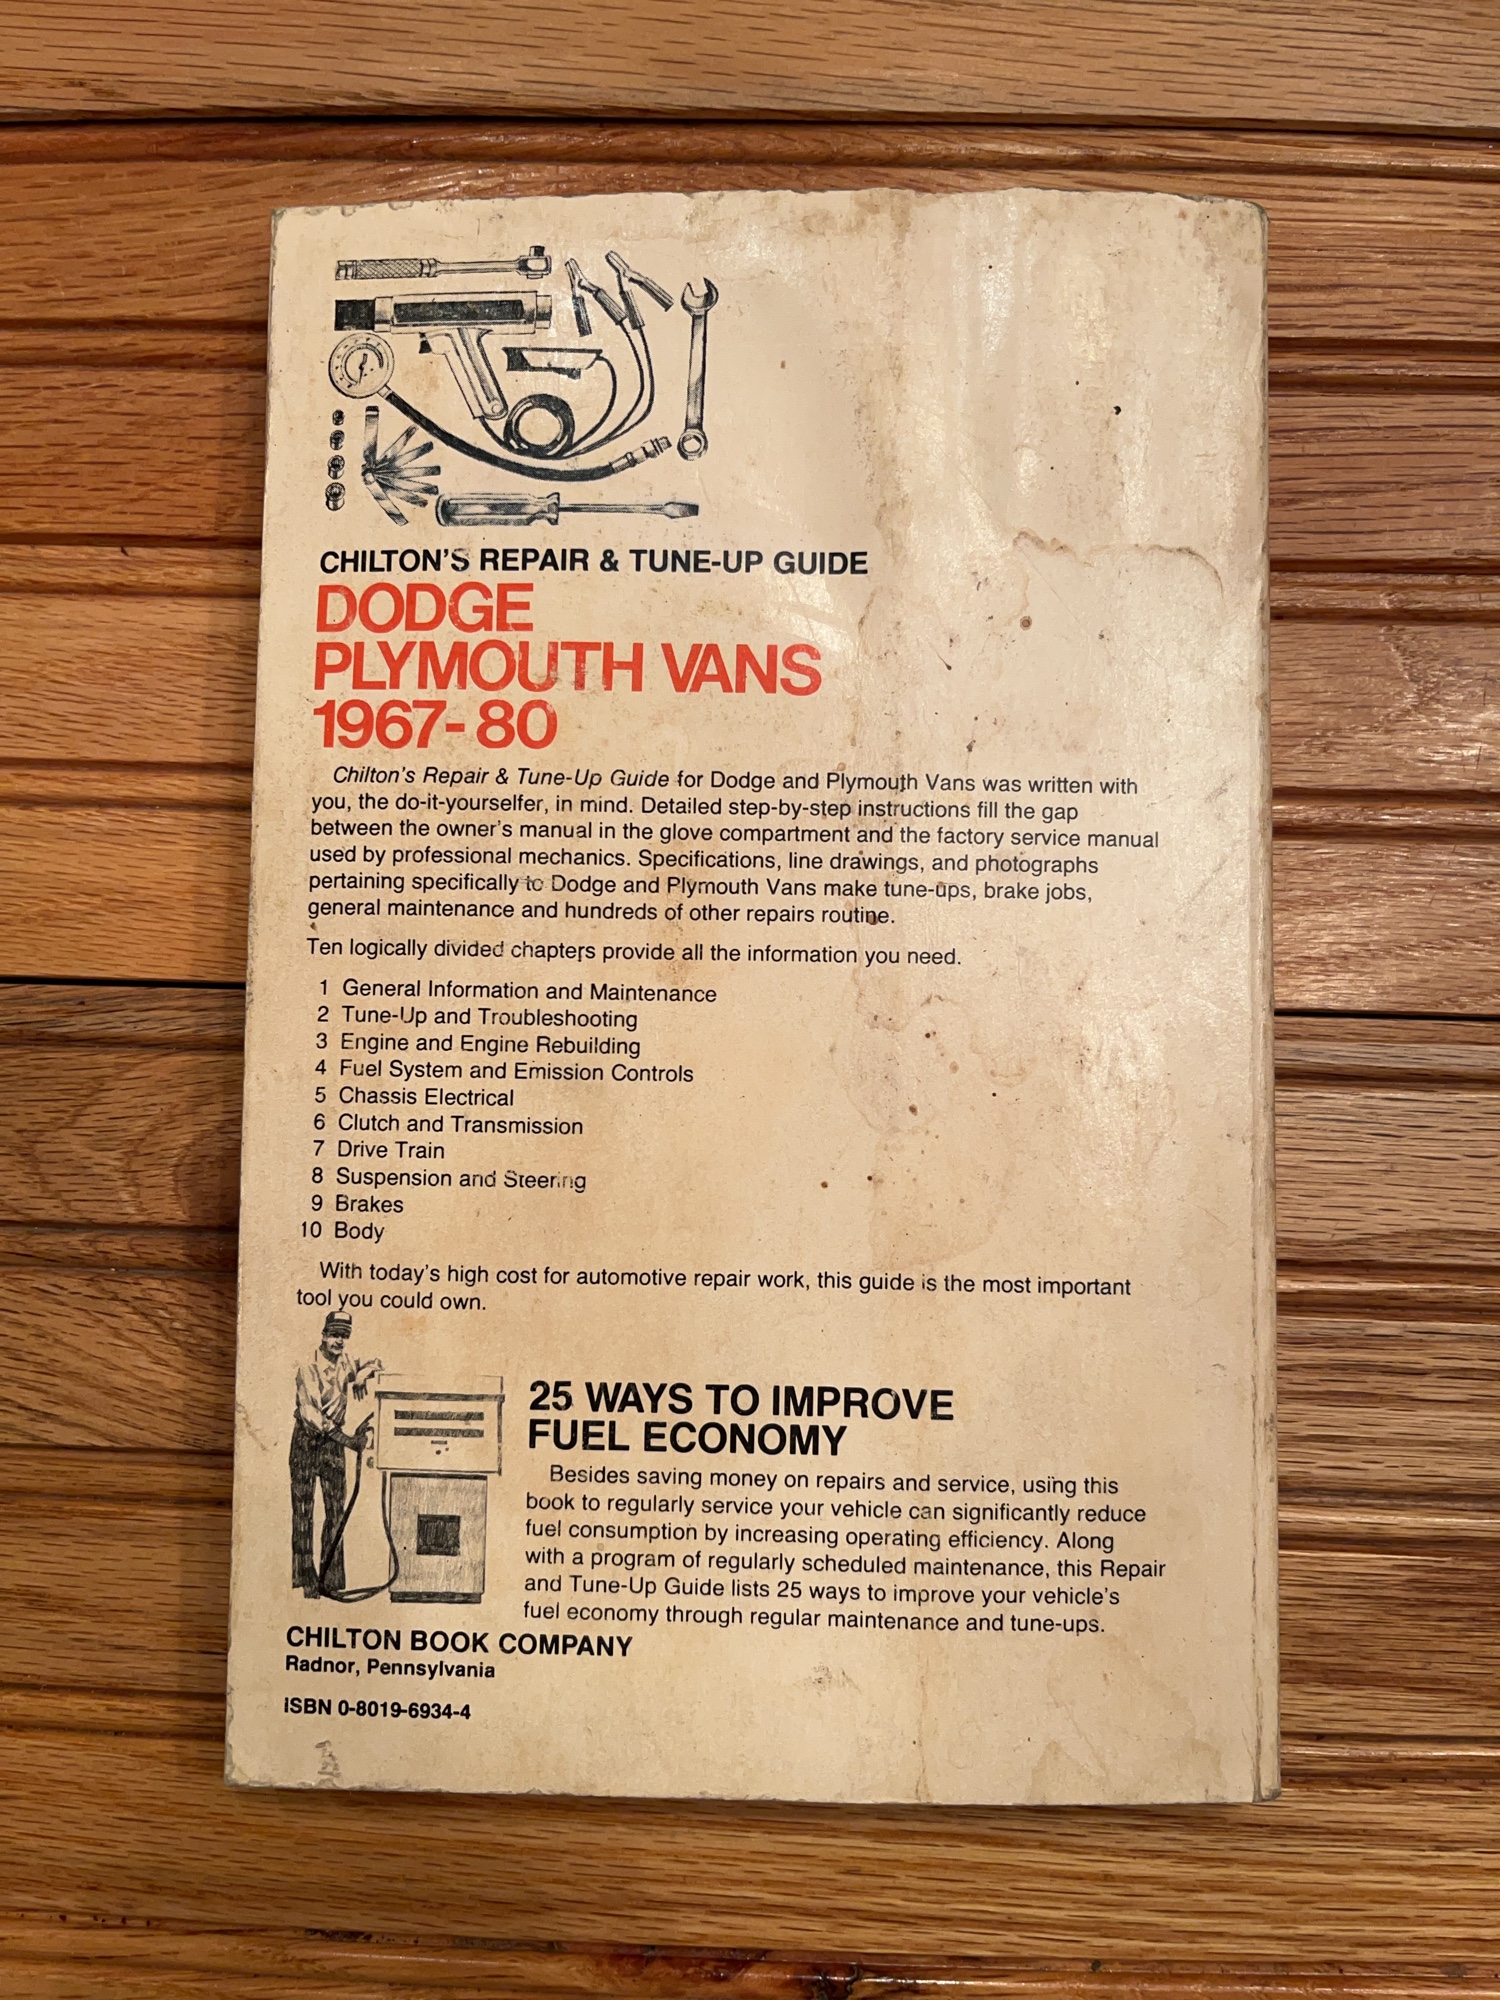 CHILTON'S REPAIR & TUNE-UP GUIDE
DODGE
PLYMOUTH VANS
1967-80
Chilton's Repair & Tune-Up Guide for Dodge and Plymouth Vans was written with
you, the do-it-yourselfer, in mind. Detailed step-by-step instructions fill the gap
between the owner's manual in the glove compartment and the factory service manual
used by professional mechanics. Specifications, line drawings, and photographs
pertaining specifically to Dodge and Plymouth Vans make tune-ups, brake jobs,
general maintenance and hundreds of other repairs routine.
Ten logically divided chapters provide all the information you need.
1 General Information and Maintenance
2 Tune-Up and Troubleshooting
3 Engine and Engine Rebuilding
4 Fuel System and Emission Controls
5 Chassis Electrical
6 Clutch and Transmission
7 Drive Train
8 Suspension and Steering
9 Brakes
10 Body
With today's high cost for automotive repair work, this guide is the most important
tool you could own.
25 WAYS TO IMPROVE
FUEL ECONOMY
Besides saving money on repairs and service, using this
book to regularly service your vehicle can significantly reduce
fuel consumption by increasing operating efficiency. Along
with a program of regularly scheduled maintenance, this Repair
and Tune-Up Guide lists 25 ways to improve your vehicle's
fuel economy through regular maintenance and tune-ups.
CHILTON BOOK COMPANY
Radnor, Pennsylvania
ISBN 0-8019-6934-4